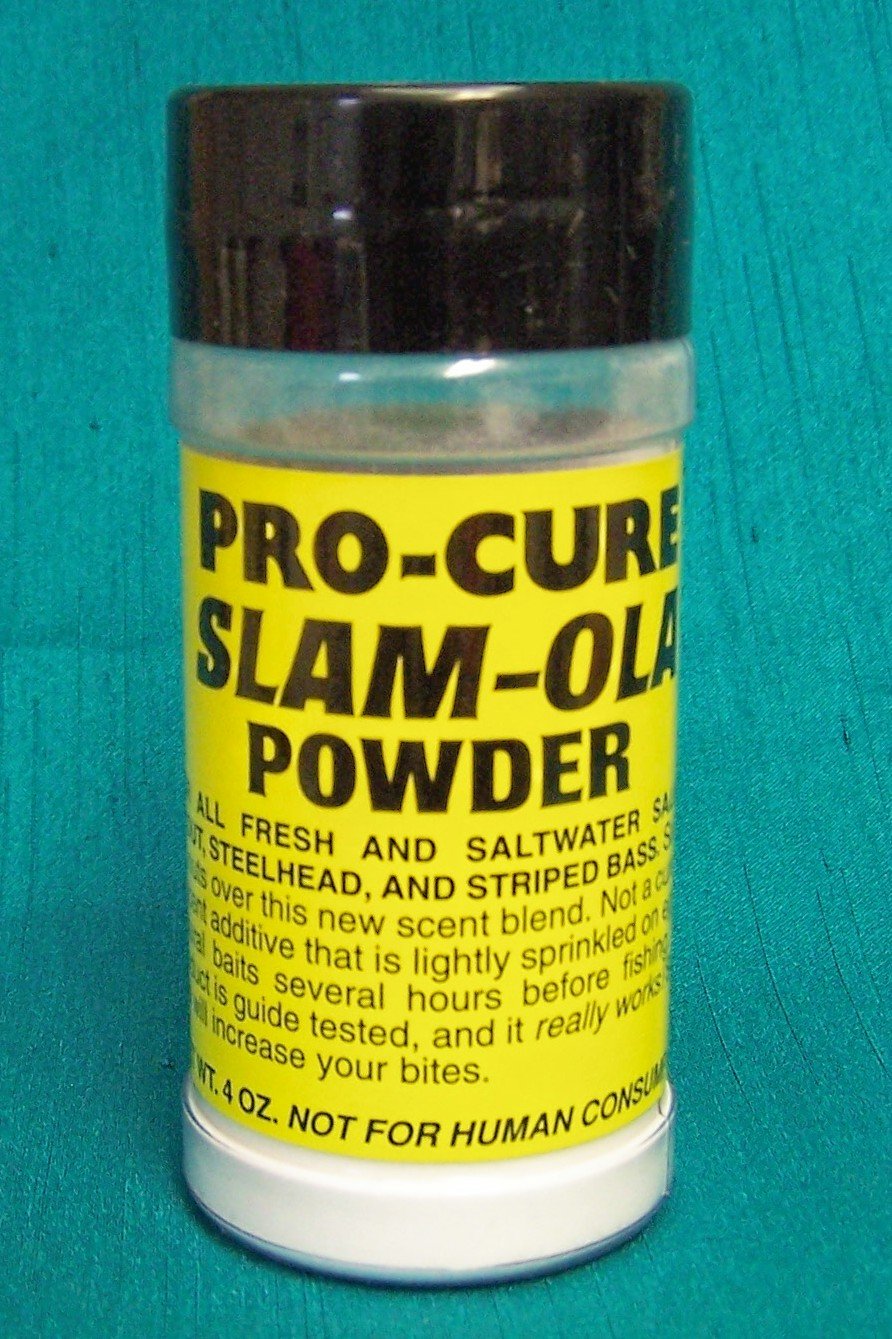 PRO-CURE
SLAM-OLA
POWDER
ALL FRESH AND SALTWATER
STEELHEAD, AND STRIPED BASS.
over this new scent blend. Not a
additive that is lightly sprinkled on
baits several hours before fishing
is guide tested, and it really works
increase your bites.
WT. 4 OZ. NOT FOR HUMAN